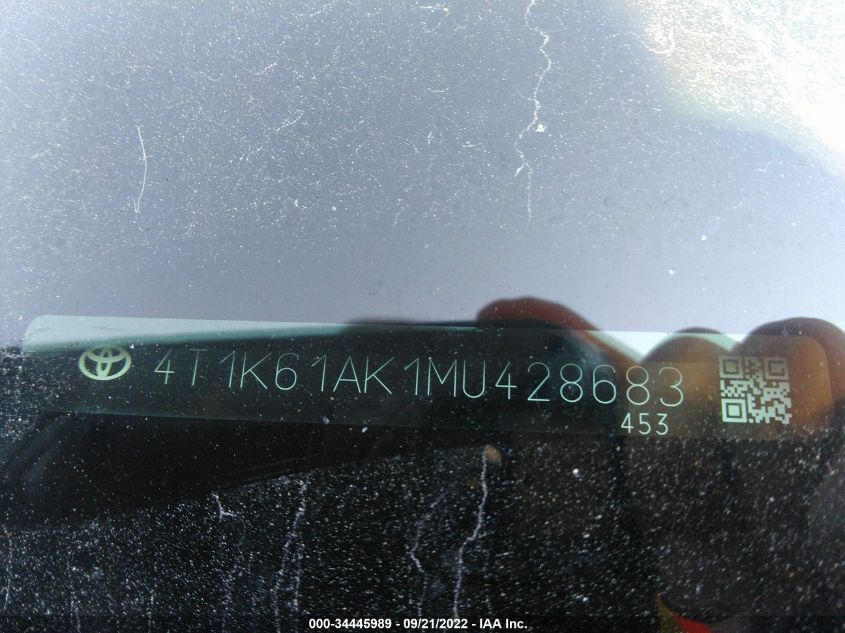 4T1K61AK1MU428683
453
000-34445989 - 09/21/2022 - IAA Inc.